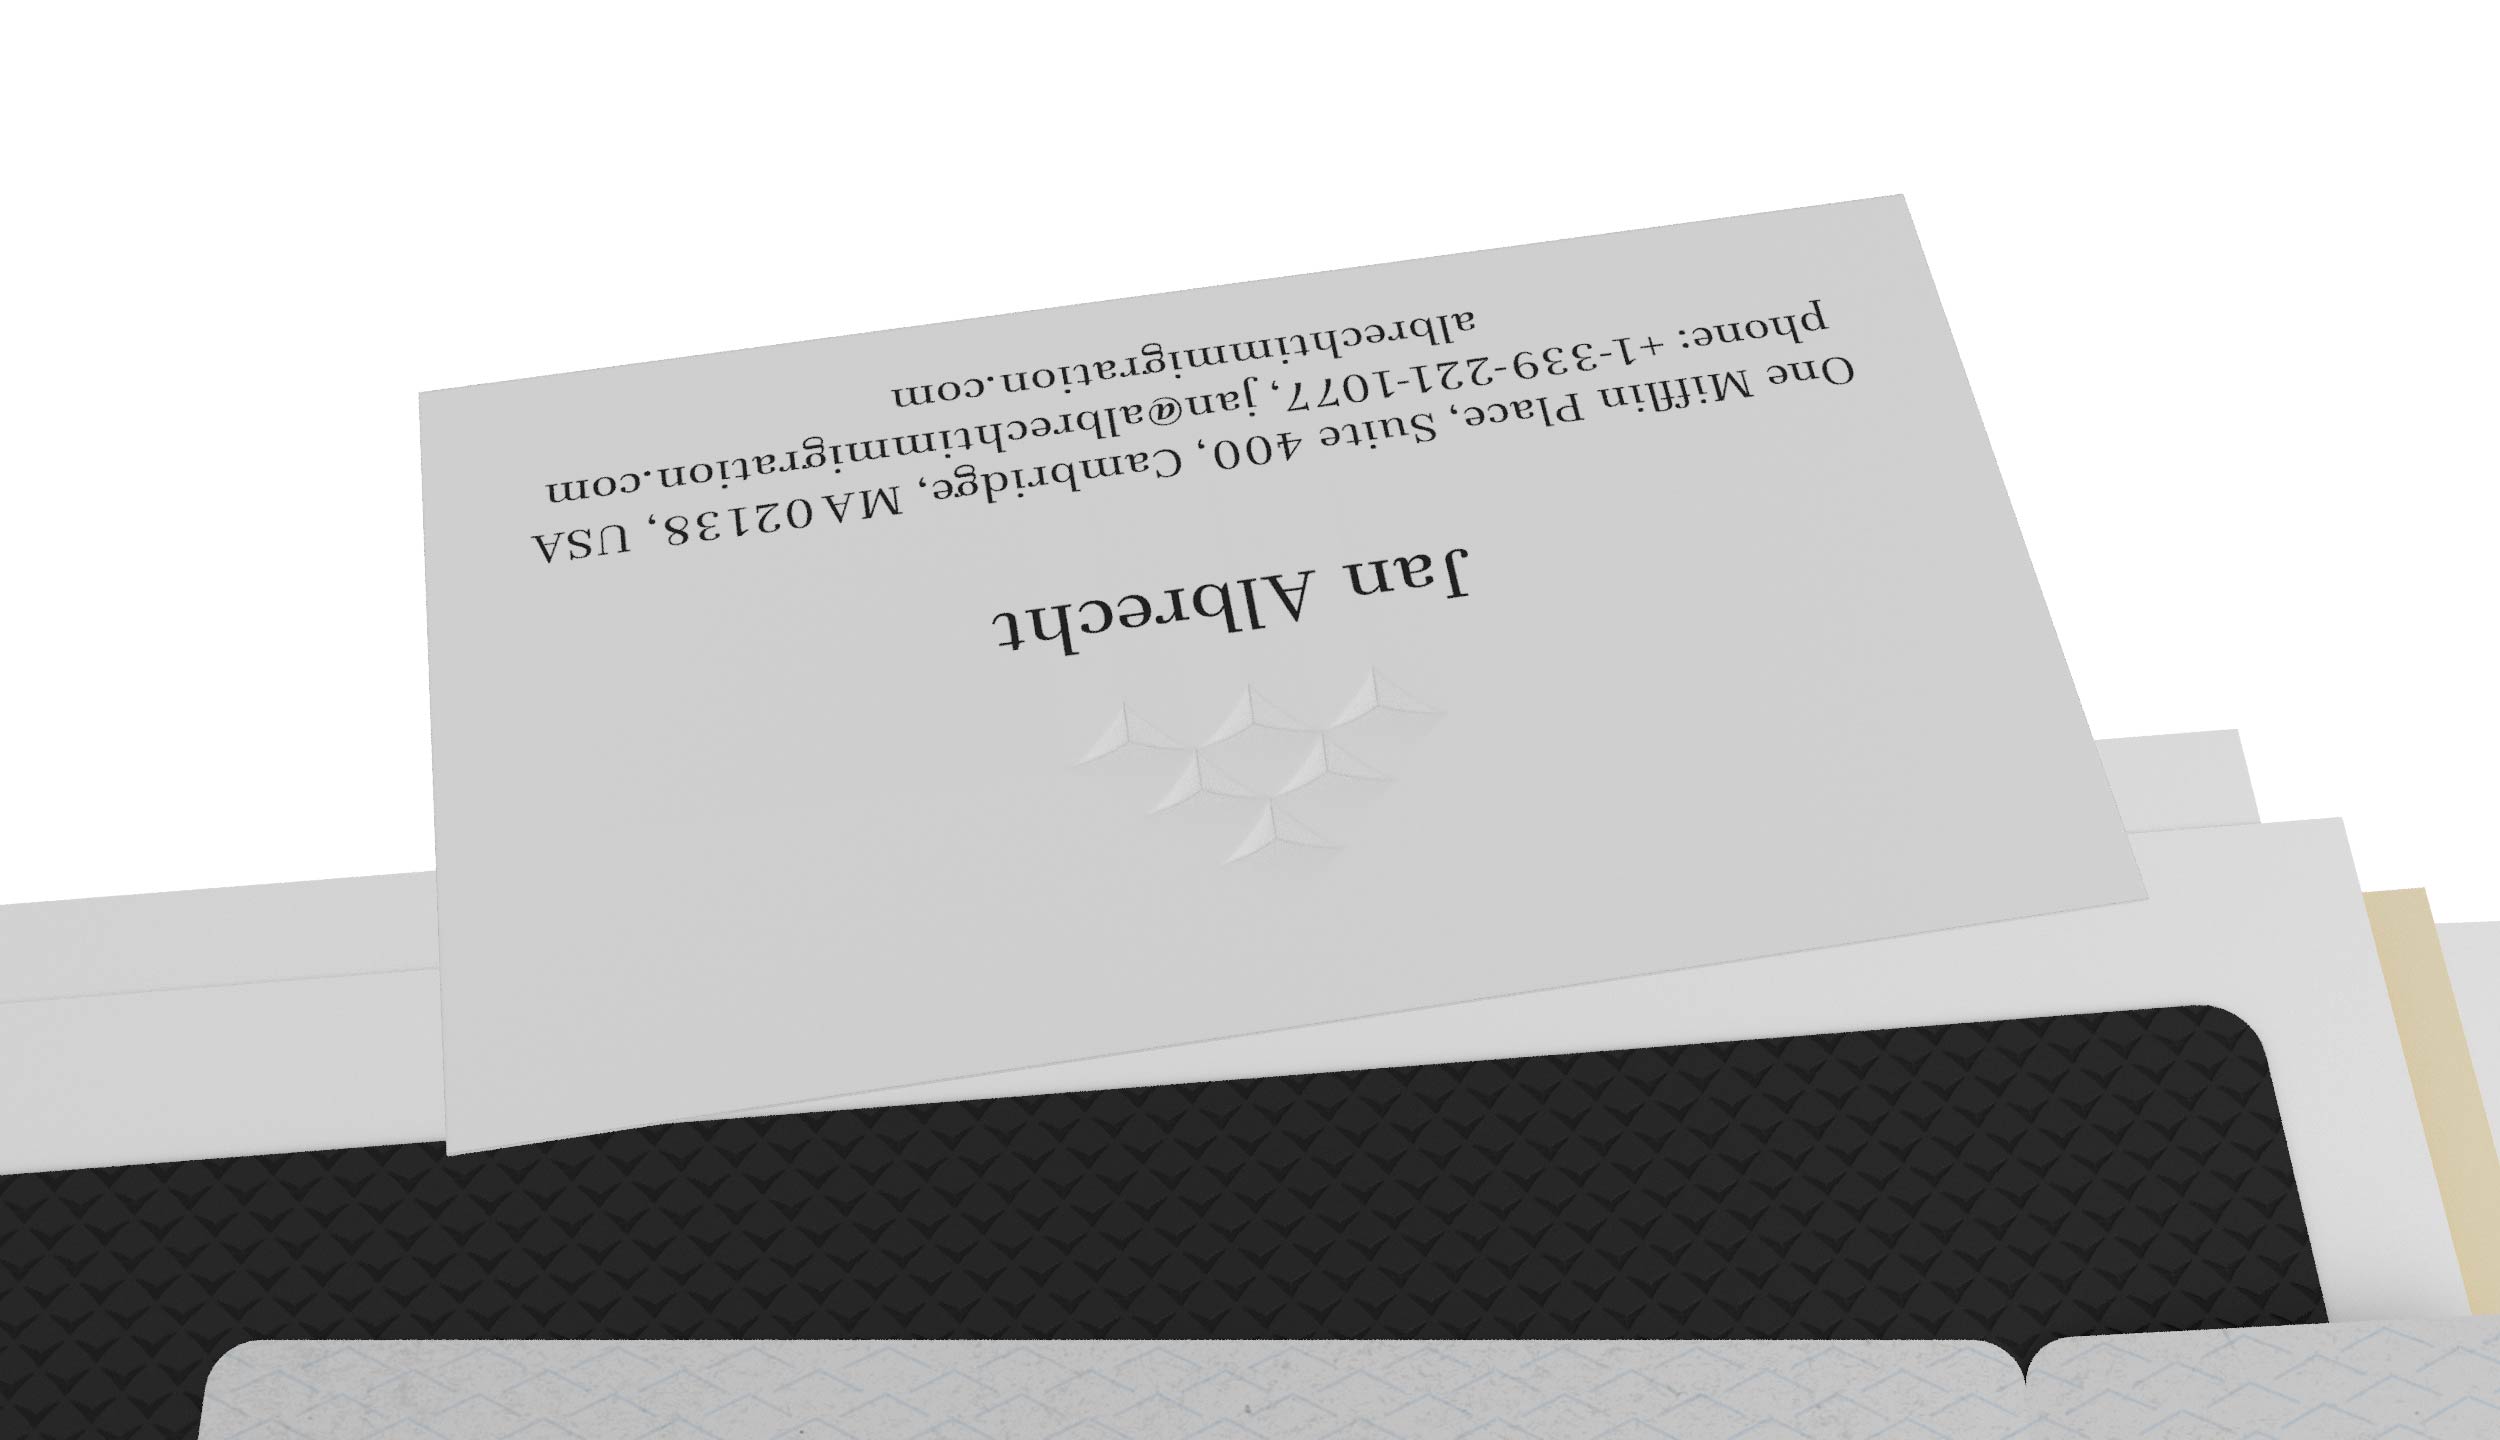 Jan Albrecht
One Mifflin Place, Suite 400, Cambridge, MA 02138, USA
phone: +1-339-221-1077, jan@albrechtimmigration.com
albrechtimmigration.com